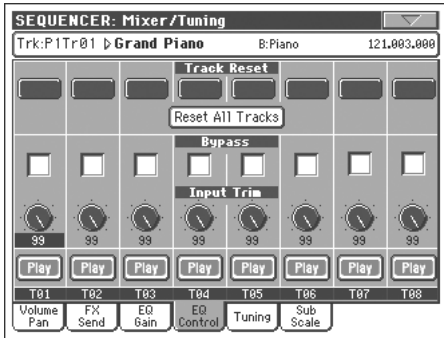 SEQUENCER: Mixer/Tuning
Trk:P1Tr01 Grand Piano B:Piano 121.003.000
Track Reset
Reset All Tracks
Bypass
Input Trim
99 99 99 99 99 99 99 99
Play Play Play Play Play Play Play Play
T01 T02 T03 T04 T05 T06 T07 T08
Volume Pan FX Send EQ Gain EQ Control Tuning Sub Scale